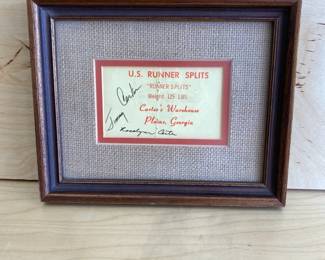 U.S. RUNNER SPLITS
"RUNNER SPLITS"
Weight 125 LBS.
Carter's Warehouse
Plains, Georgia
Jimmy Carter
Rosalynn Carter